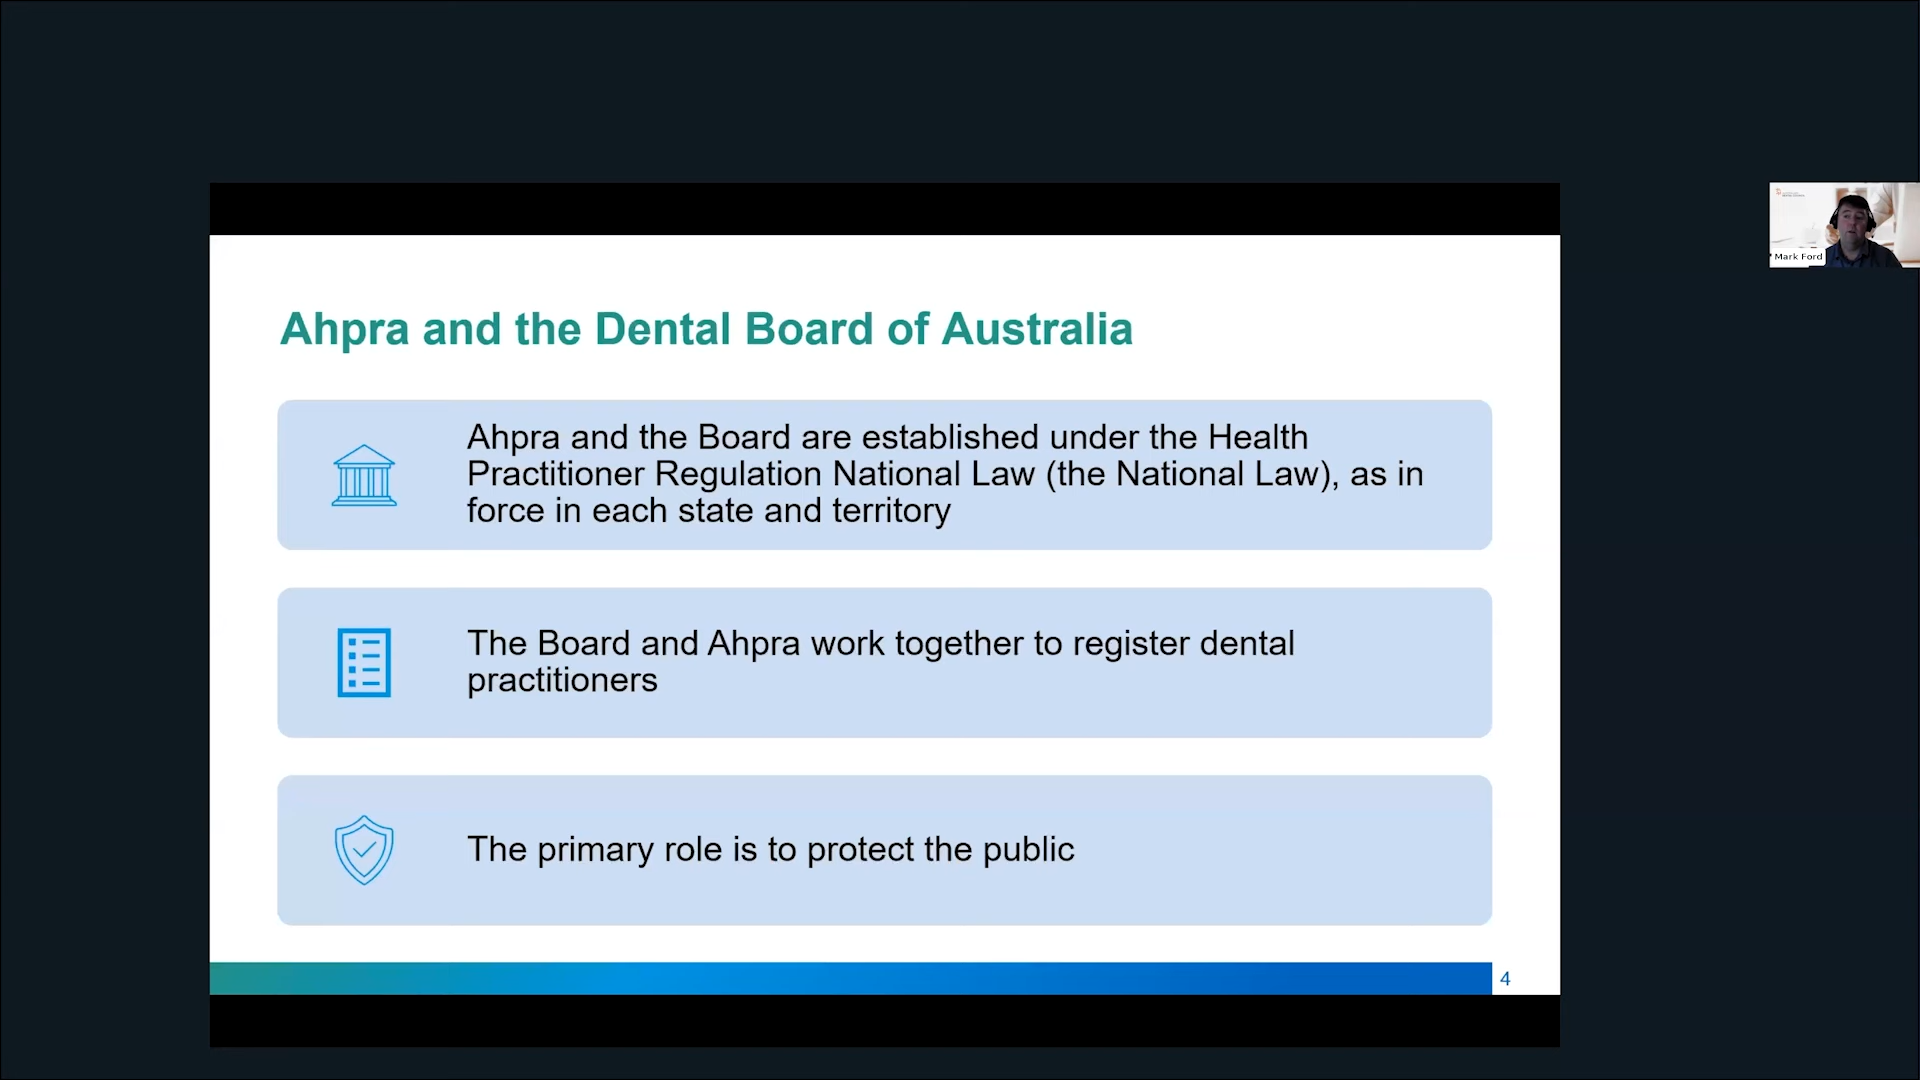 Ahpra and the Dental Board of Australia
Ahpra and the Board are established under the Health
Practitioner Regulation National Law (the National Law), as in
force in each state and territory
The Board and Ahpra work together to register dental
practitioners
The primary role is to protect the public
4
Mark Ford